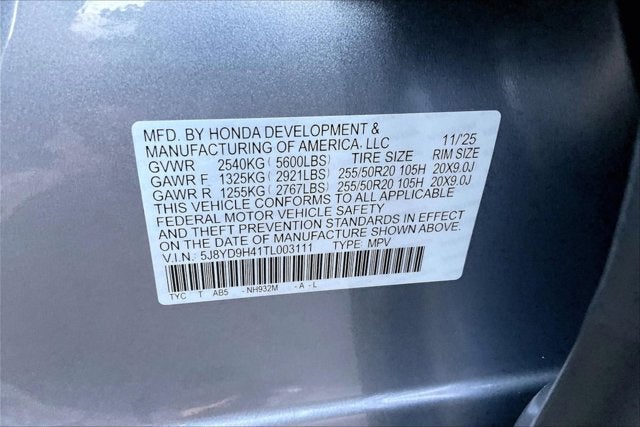 MFD. BY HONDA DEVELOPMENT &
MANUFACTURING OF AMERICA, LLC 11/'25
GVWR 2540KG( 5600LBS) TIRE SIZE RIM SIZE
GAWR F 1325KG( 2921LBS) 255/50R20 105H 20X9.0J
GAWR R 1255KG( 2767LBS) 255/50R20 105H 20X9.0J
THIS VEHICLE CONFORMS TO ALL APPLICABLE
FEDERAL MOTOR VEHICLE SAFETY
AND THEFT PREVENTION STANDARDS IN EFFECT
ON THE DATE OF MANUFACTURE SHOWN ABOVE.
V.I.N.: 5J8YD9H41TL003111 TYPE: MPV
TYC T AB5 -NH932M -A-L